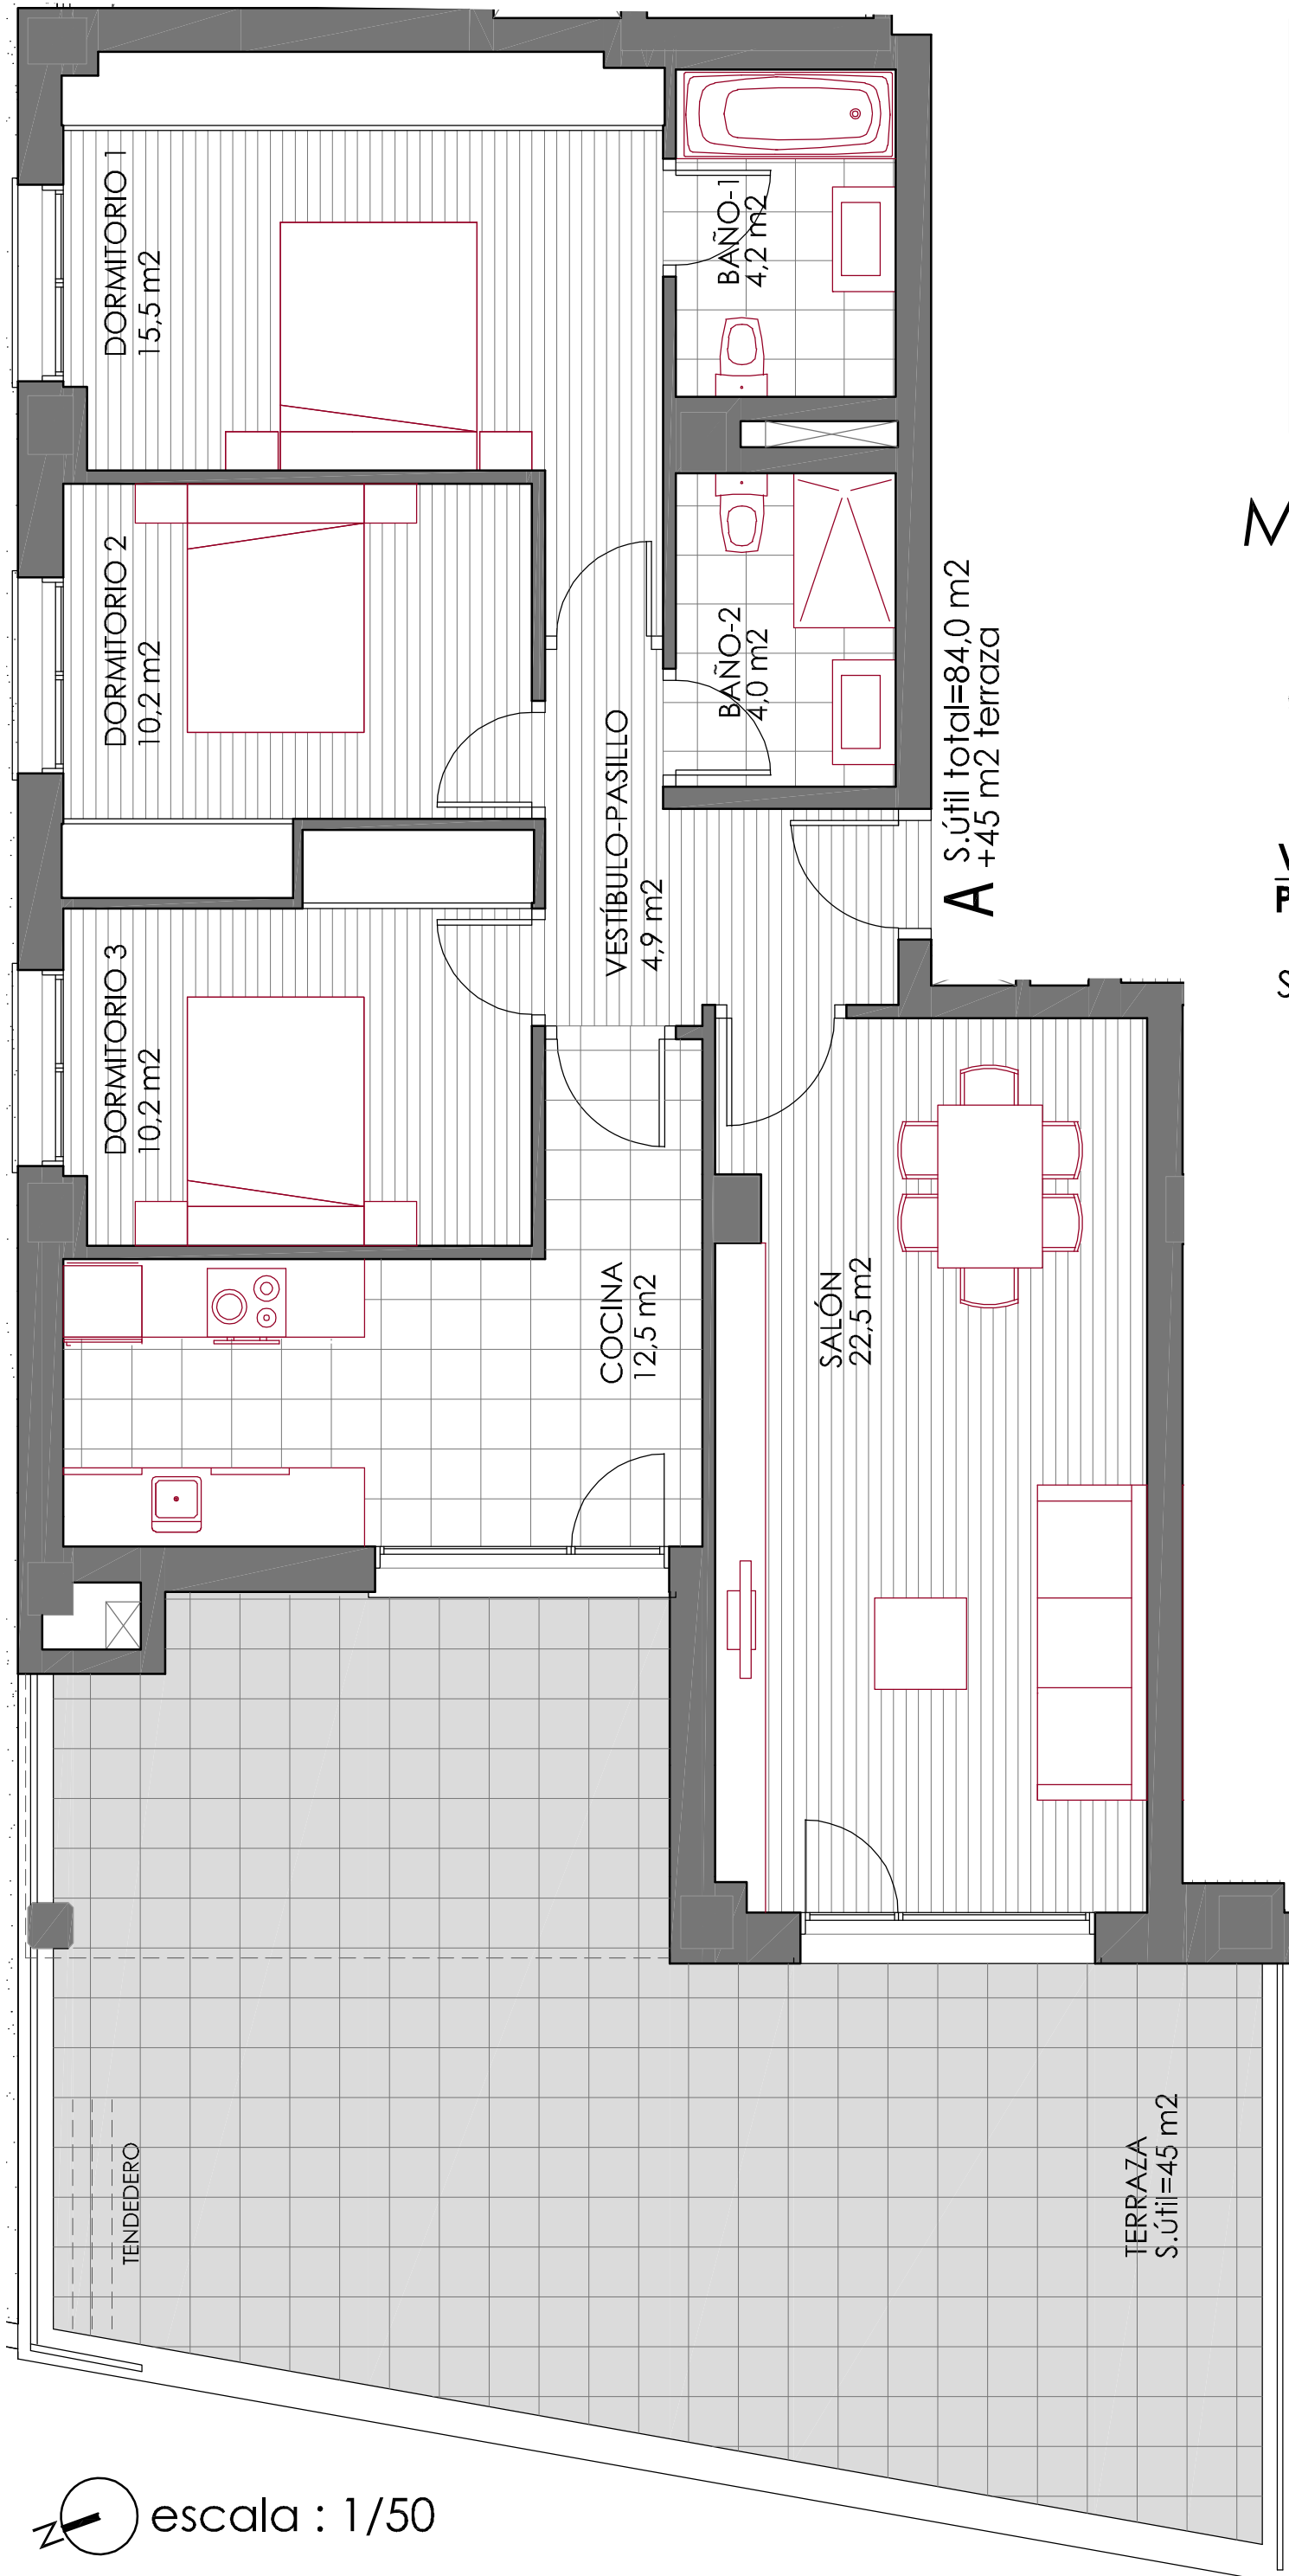 DORMITORIO 1
15,5 m2
BAÑO-1
4,2 m2
DORMITORIO 2
10,2 m2
BAÑO-2
4,0 m2
VESTÍBULO-PASILLO
4,9 m2
A
S.útil total=84,0 m2
+45 m2 terraza
DORMITORIO 3
10,2 m2
COCINA
12,5 m2
SALÓN
22,5 m2
TENDEDERO
TERRAZA
S.útil=45 m2
N
escala : 1/50
M
P
S